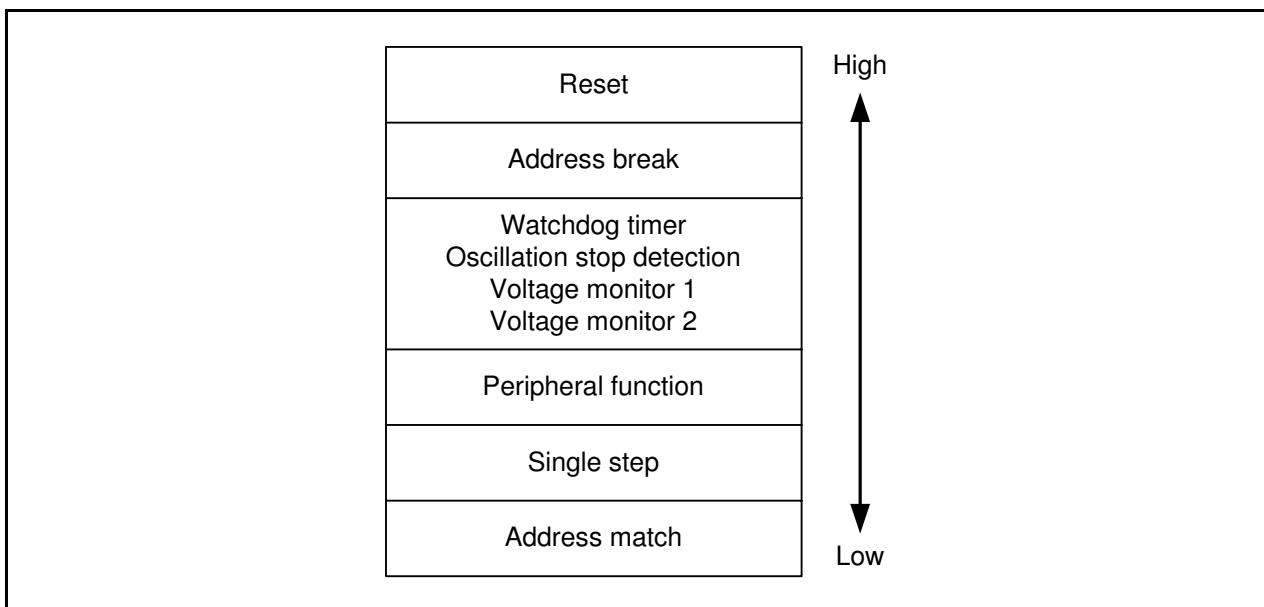 Reset
High
Address break
Watchdog timer
Oscillation stop detection
Voltage monitor 1
Voltage monitor 2
Peripheral function
Single step
Address match
Low